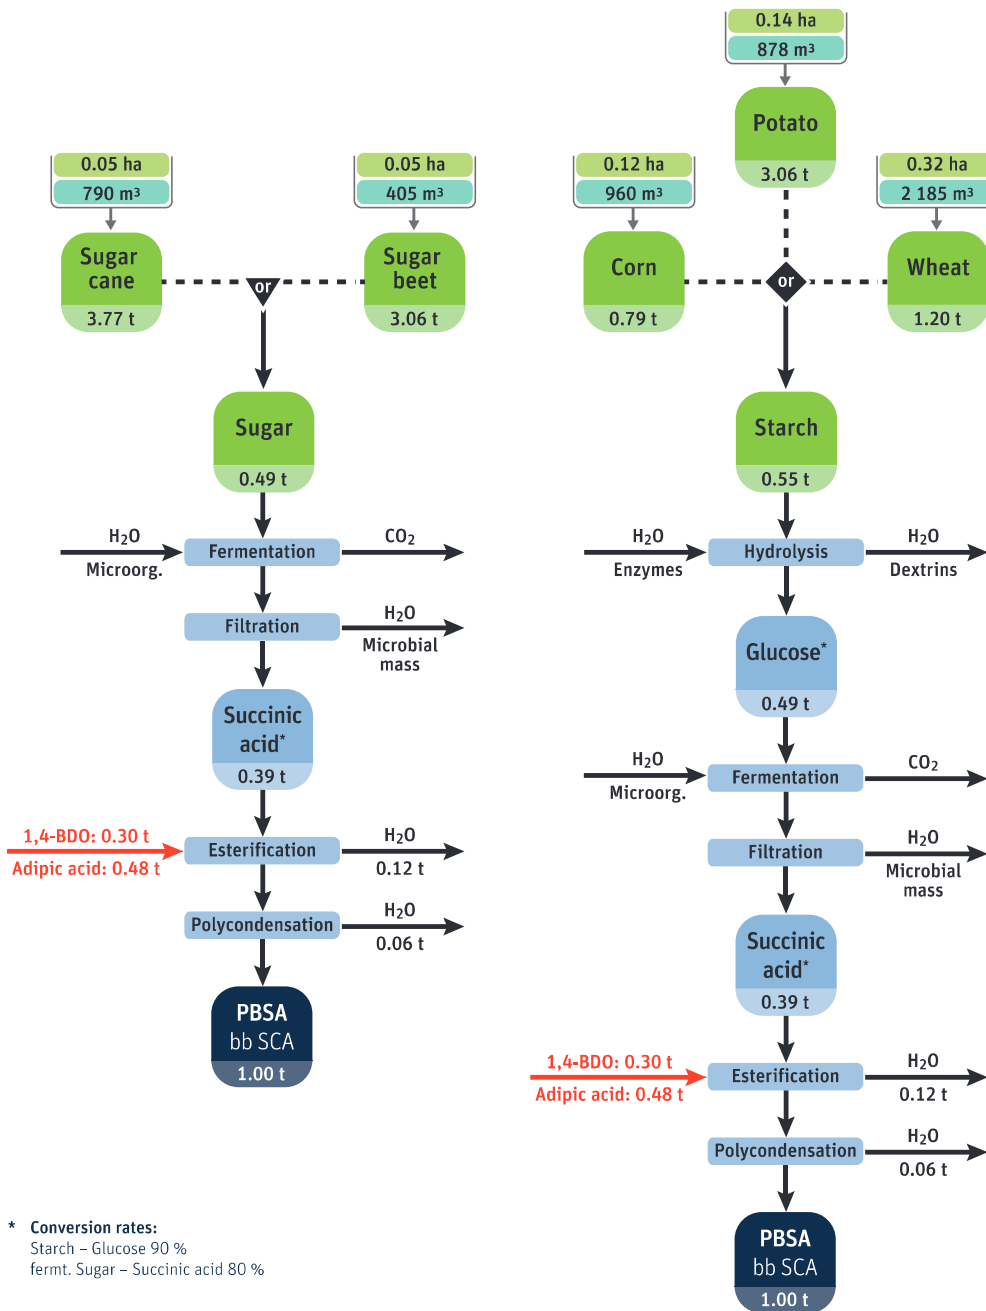 0.05 ha
790 m³
Sugar
cane
3.77 t
or
0.05 ha
405 m³
Sugar
beet
3.06 t
Sugar
0.49 t
H₂O
Microorg.
Fermentation
CO₂
Filtration
H₂O
Microbial
mass
Succinic
acid*
0.39 t
1,4-BDO: 0.30 t
Adipic acid: 0.48 t
Esterification
H₂O
0.12 t
Polycondensation
H₂O
0.06 t
PBSA
bb SCA
1.00 t
0.14 ha
878 m³
Potato
3.06 t
0.12 ha
960 m³
Corn
0.79 t
or
0.32 ha
2 185 m³
Wheat
1.20 t
Starch
0.55 t
H₂O
Enzymes
Hydrolysis
H₂O
Dextrins
Glucose*
0.49 t
H₂O
Microorg.
Fermentation
CO₂
Filtration
H₂O
Microbial
mass
Succinic
acid*
0.39 t
1,4-BDO: 0.30 t
Adipic acid: 0.48 t
Esterification
H₂O
0.12 t
Polycondensation
H₂O
0.06 t
PBSA
bb SCA
1.00 t
* Conversion rates:
Starch – Glucose 90 %
fermt. Sugar – Succinic acid 80 %